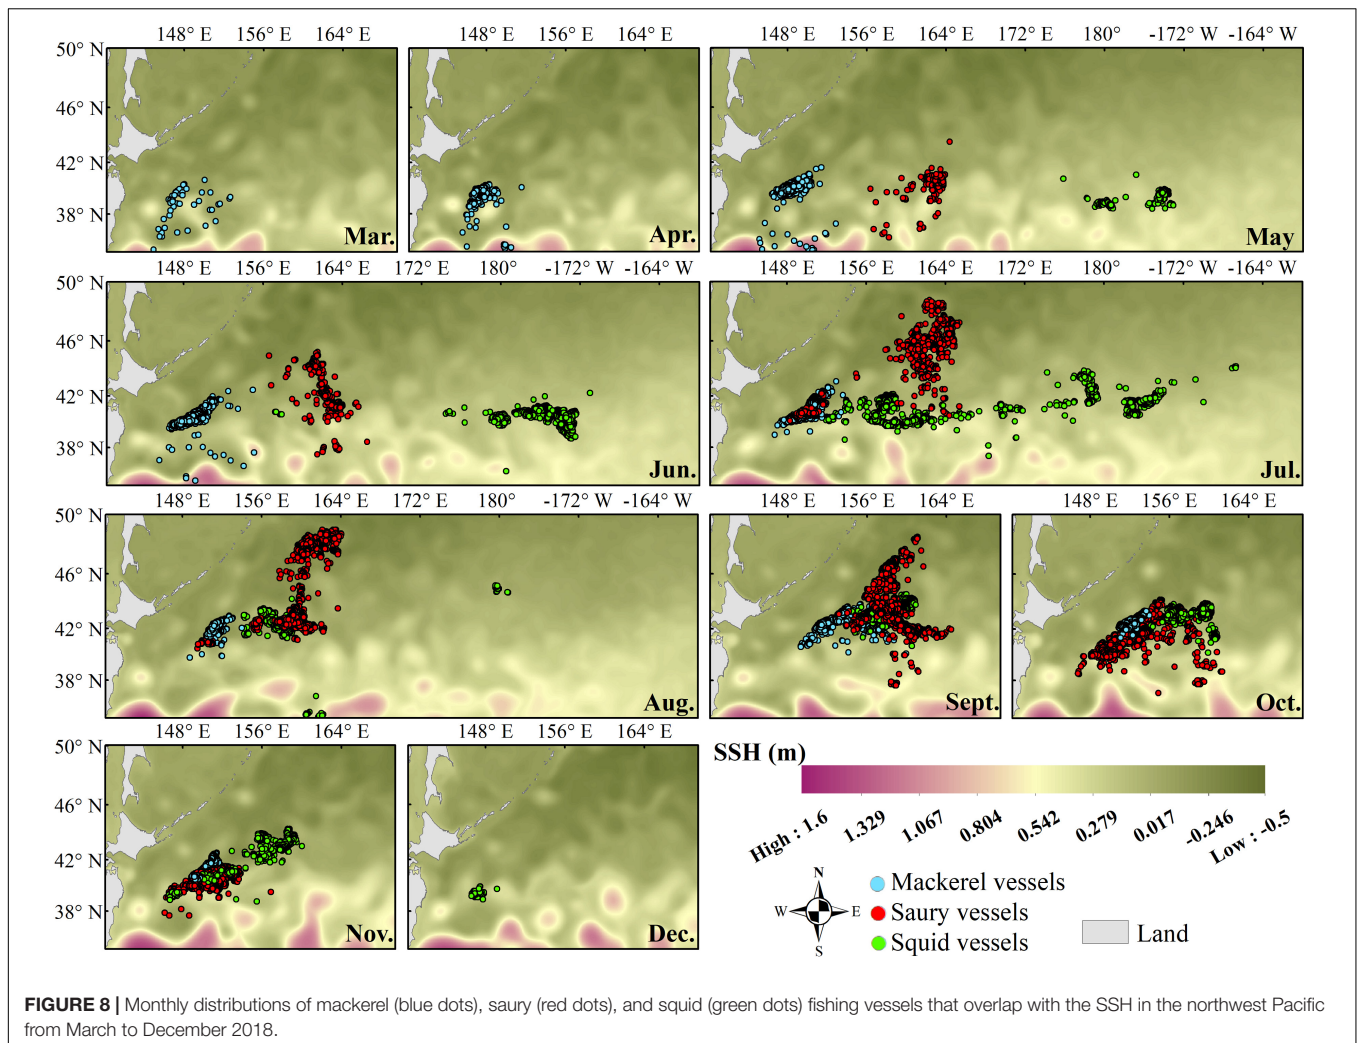 148° E 156° E 164° E 148° E 156° E 164° E 148° E 156° E 164° E 172° E 180° -172° W -164° W
50° N
46° N
42° N
38° N
Mar. Apr. May
148° E 156° E 164° E 172° E 180° -172° W -164° W 148° E 156° E 164° E 172° E 180° -172° W -164° W
50° N
46° N
42° N
38° N
Jun. Jul.
148° E 156° E 164° E 172° E 180° -172° W -164° W 148° E 156° E 164° E 148° E 156° E 164° E
50° N
46° N
42° N
38° N
Aug. Sept. Oct.
148° E 156° E 164° E 148° E 156° E 164° E
50° N
46° N
42° N
38° N
Nov. Dec.
SSH (m)
High : 1.6 1.329 1.067 0.804 0.542 0.279 0.017 -0.246 Low : -0.5
N
W E
S
Mackerel vessels
Saury vessels
Squid vessels
Land
FIGURE 8 | Monthly distributions of mackerel (blue dots), saury (red dots), and squid (green dots) fishing vessels that overlap with the SSH in the northwest Pacific
from March to December 2018.